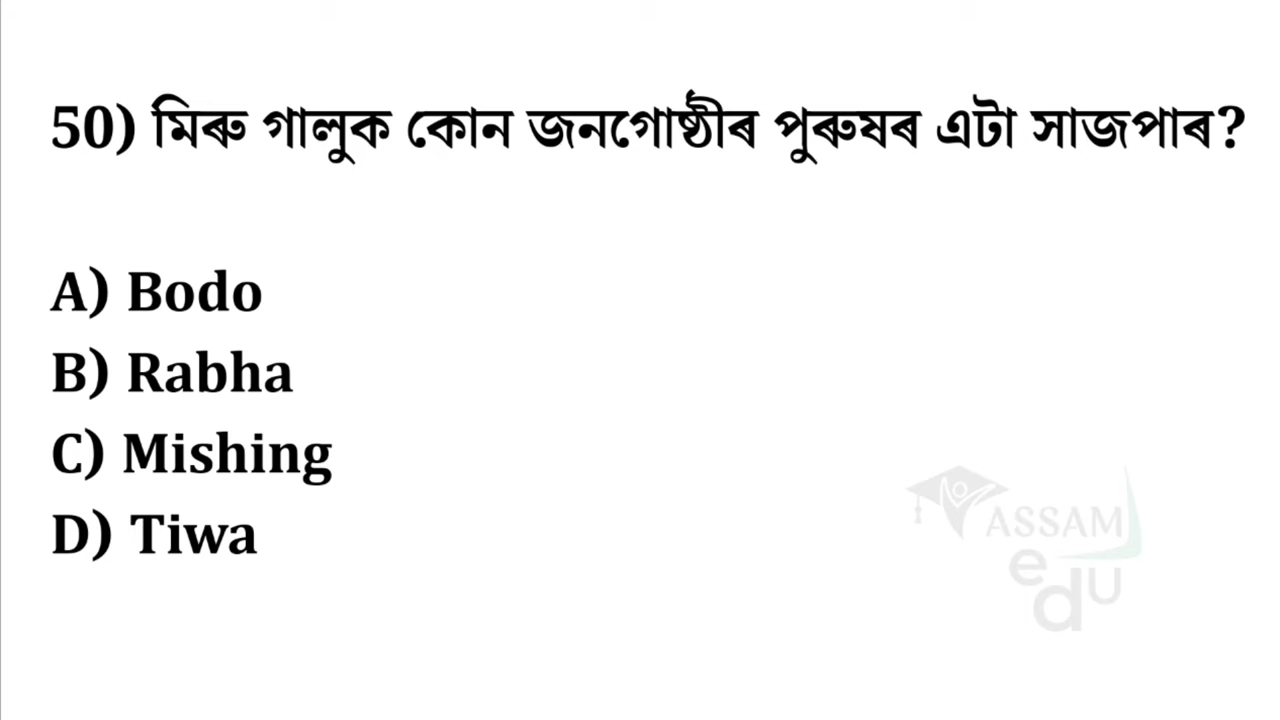 50) মিৰু গালুক কোন জনগোষ্ঠীৰ পুৰুষৰ এটা সাজপাৰ?
A) Bodo
B) Rabha
C) Mishing
D) Tiwa
ASSAM
edu